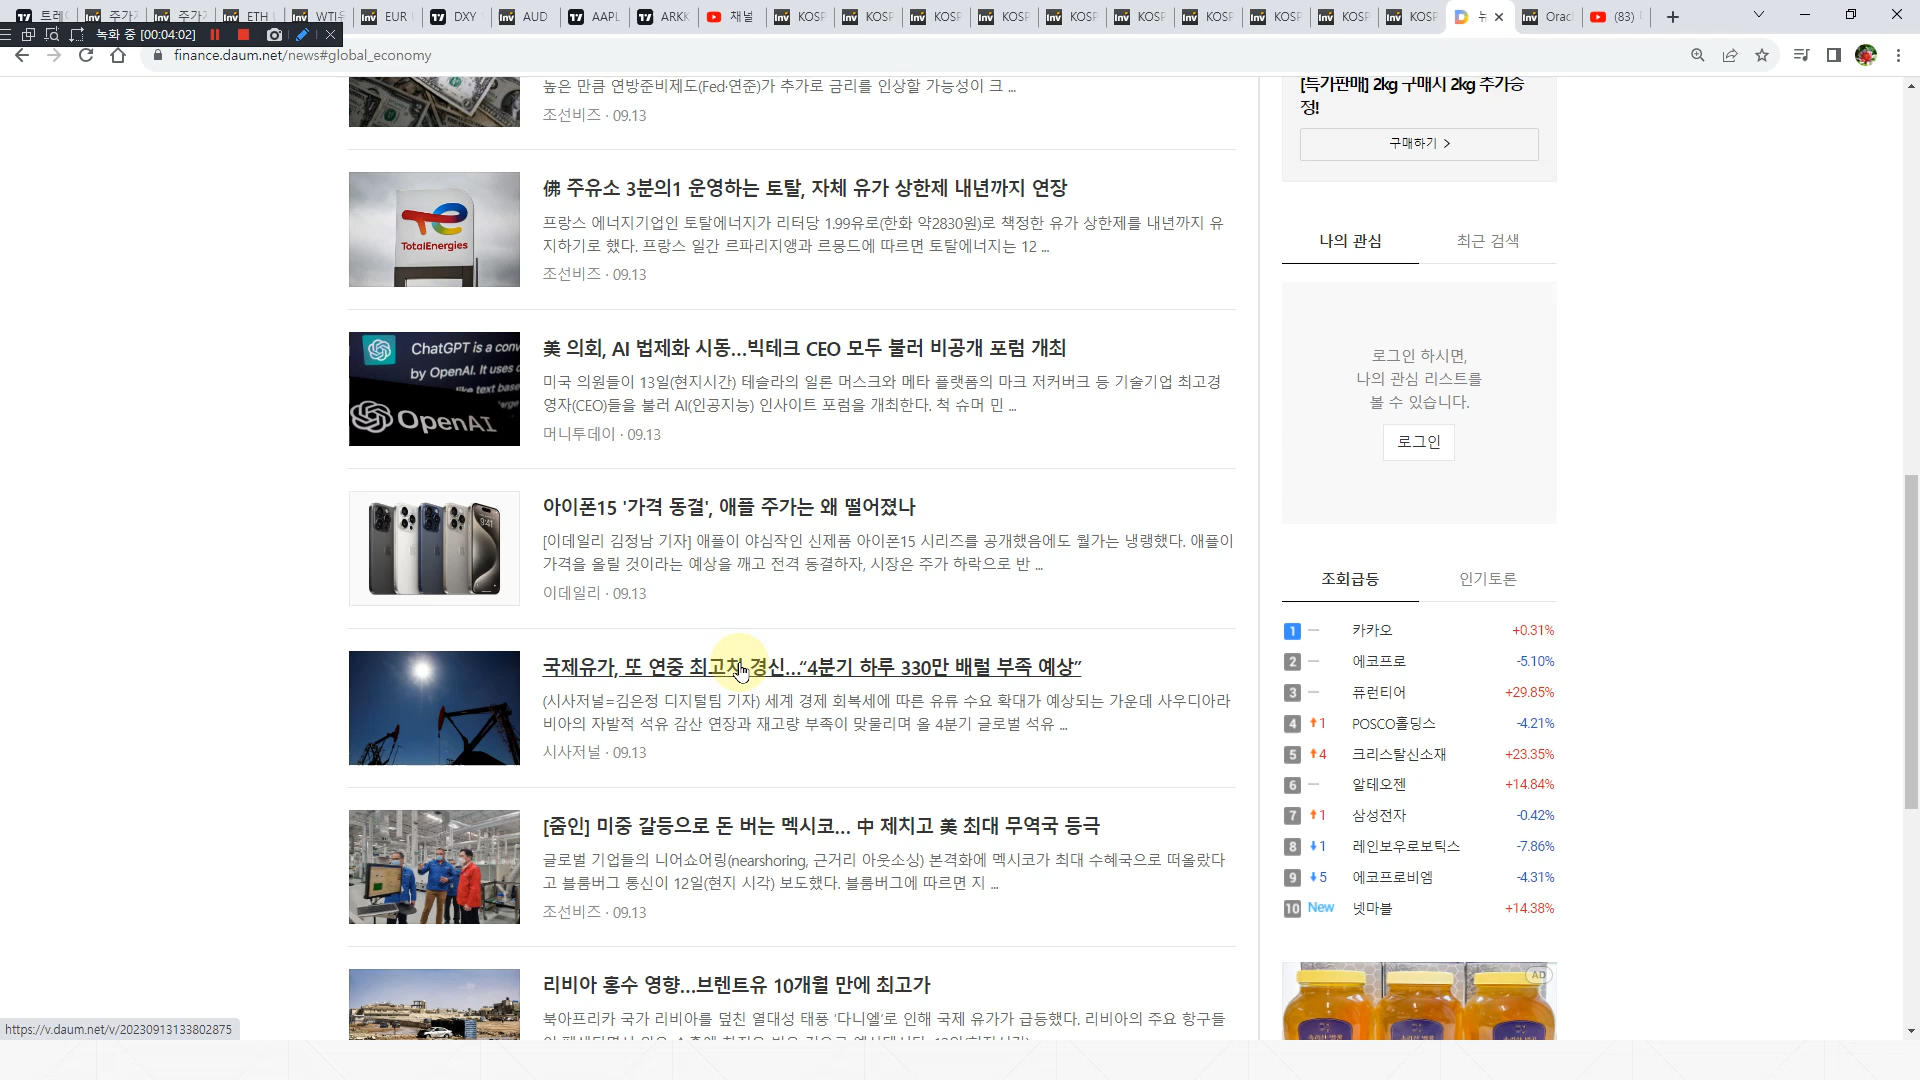 트레
주가
주가
ETH
WTI
EUR
DXY
AUD
AAPL
ARKK
채널
KOSP
KOSP
KOSP
KOSP
KOSP
KOSP
KOSP
KOSP
KOSP
KOSP
뉴
Orac
(83)
녹화 중 [00:04:02]
finance.daum.net/news#global_economy
높은 만큼 연방준비제도(Fed·연준)가 추가로 금리를 인상할 가능성이 크 ...
조선비즈 · 09.13
佛 주유소 3분의1 운영하는 토탈, 자체 유가 상한제 내년까지 연장
프랑스 에너지기업인 토탈에너지가 리터당 1.99유로(한화 약2830원)로 책정한 유가 상한제를 내년까지 유
지하기로 했다. 프랑스 일간 르파리지앵과 르몽드에 따르면 토탈에너지는 12 ...
조선비즈 · 09.13
TotalEnergies
美 의회, AI 법제화 시동...빅테크 CEO 모두 불러 비공개 포럼 개최
미국 의원들이 13일(현지시간) 테슬라의 일론 머스크와 메타 플랫폼의 마크 저커버크 등 기술기업 최고경
영자(CEO)들을 불러 AI(인공지능) 인사이트 포럼을 개최한다. 척 슈머 민 ...
머니투데이 · 09.13
ChatGPT is a conv
by OpenAI. It uses
like text base
OpenAI
아이폰15 '가격 동결', 애플 주가는 왜 떨어졌나
[이데일리 김정남 기자] 애플이 야심작인 신제품 아이폰15 시리즈를 공개했음에도 월가는 냉랭했다. 애플이
가격을 올릴 것이라는 예상을 깨고 전격 동결하자, 시장은 주가 하락으로 반 ...
이데일리 · 09.13
9:41
국제유가, 또 연중 최고치 경신...“4분기 하루 330만 배럴 부족 예상”
(시사저널=김은정 디지털팀 기자) 세계 경제 회복세에 따른 유류 수요 확대가 예상되는 가운데 사우디아라
비아의 자발적 석유 감산 연장과 재고량 부족이 맞물리며 올 4분기 글로벌 석유 ...
시사저널 · 09.13
[줌인] 미중 갈등으로 돈 버는 멕시코... 中 제치고 美 최대 무역국 등극
글로벌 기업들의 니어쇼어링(nearshoring, 근거리 아웃소싱) 본격화에 멕시코가 최대 수혜국으로 떠올랐다
고 블룸버그 통신이 12일(현지 시각) 보도했다. 블룸버그에 따르면 지 ...
조선비즈 · 09.13
리비아 홍수 영향...브렌트유 10개월 만에 최고가
북아프리카 국가 리비아를 덮친 열대성 태풍 '다니엘'로 인해 국제 유가가 급등했다. 리비아의 주요 항구들
[특가판매] 2kg 구매시 2kg 추가증
정!
구매하기 >
나의 관심
최근 검색
로그인 하시면,
나의 관심 리스트를
볼 수 있습니다.
로그인
조회급등
인기토론
1 카카오 +0.31%
2 에코프로 -5.10%
3 퓨런티어 +29.85%
4 1 POSCO홀딩스 -4.21%
5 4 크리스탈신소재 +23.35%
6 알테오젠 +14.84%
7 1 삼성전자 -0.42%
8 1 레인보우로보틱스 -7.86%
9 5 에코프로비엠 -4.31%
10 New 넷마블 +14.38%
AD
https://v.daum.net/v/20230913133802875